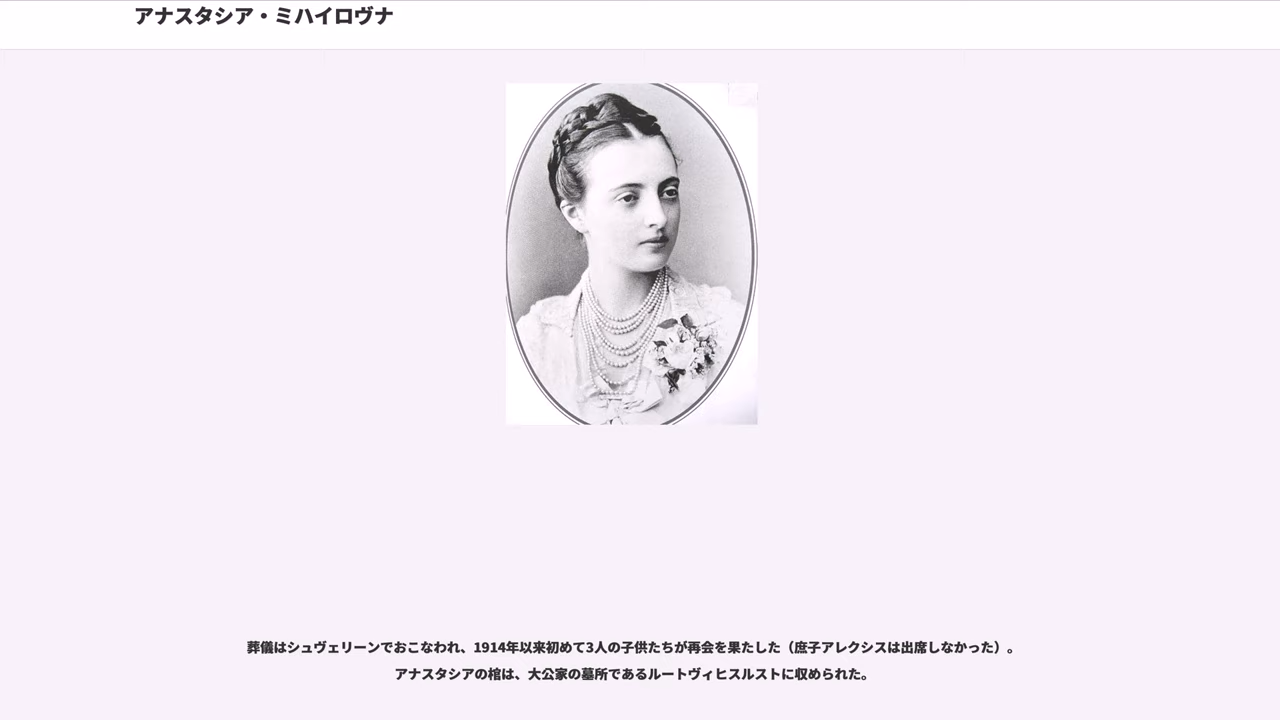 アナスタシア・ミハイロヴナ
葬儀はシュヴェリーンでおこなわれ、1914年以来初めて3人の子供たちが再会を果たした（庶子アレクシスは出席しなかった）。
アナスタシアの棺は、大公家の墓所であるルートヴィヒスルストに収められた。